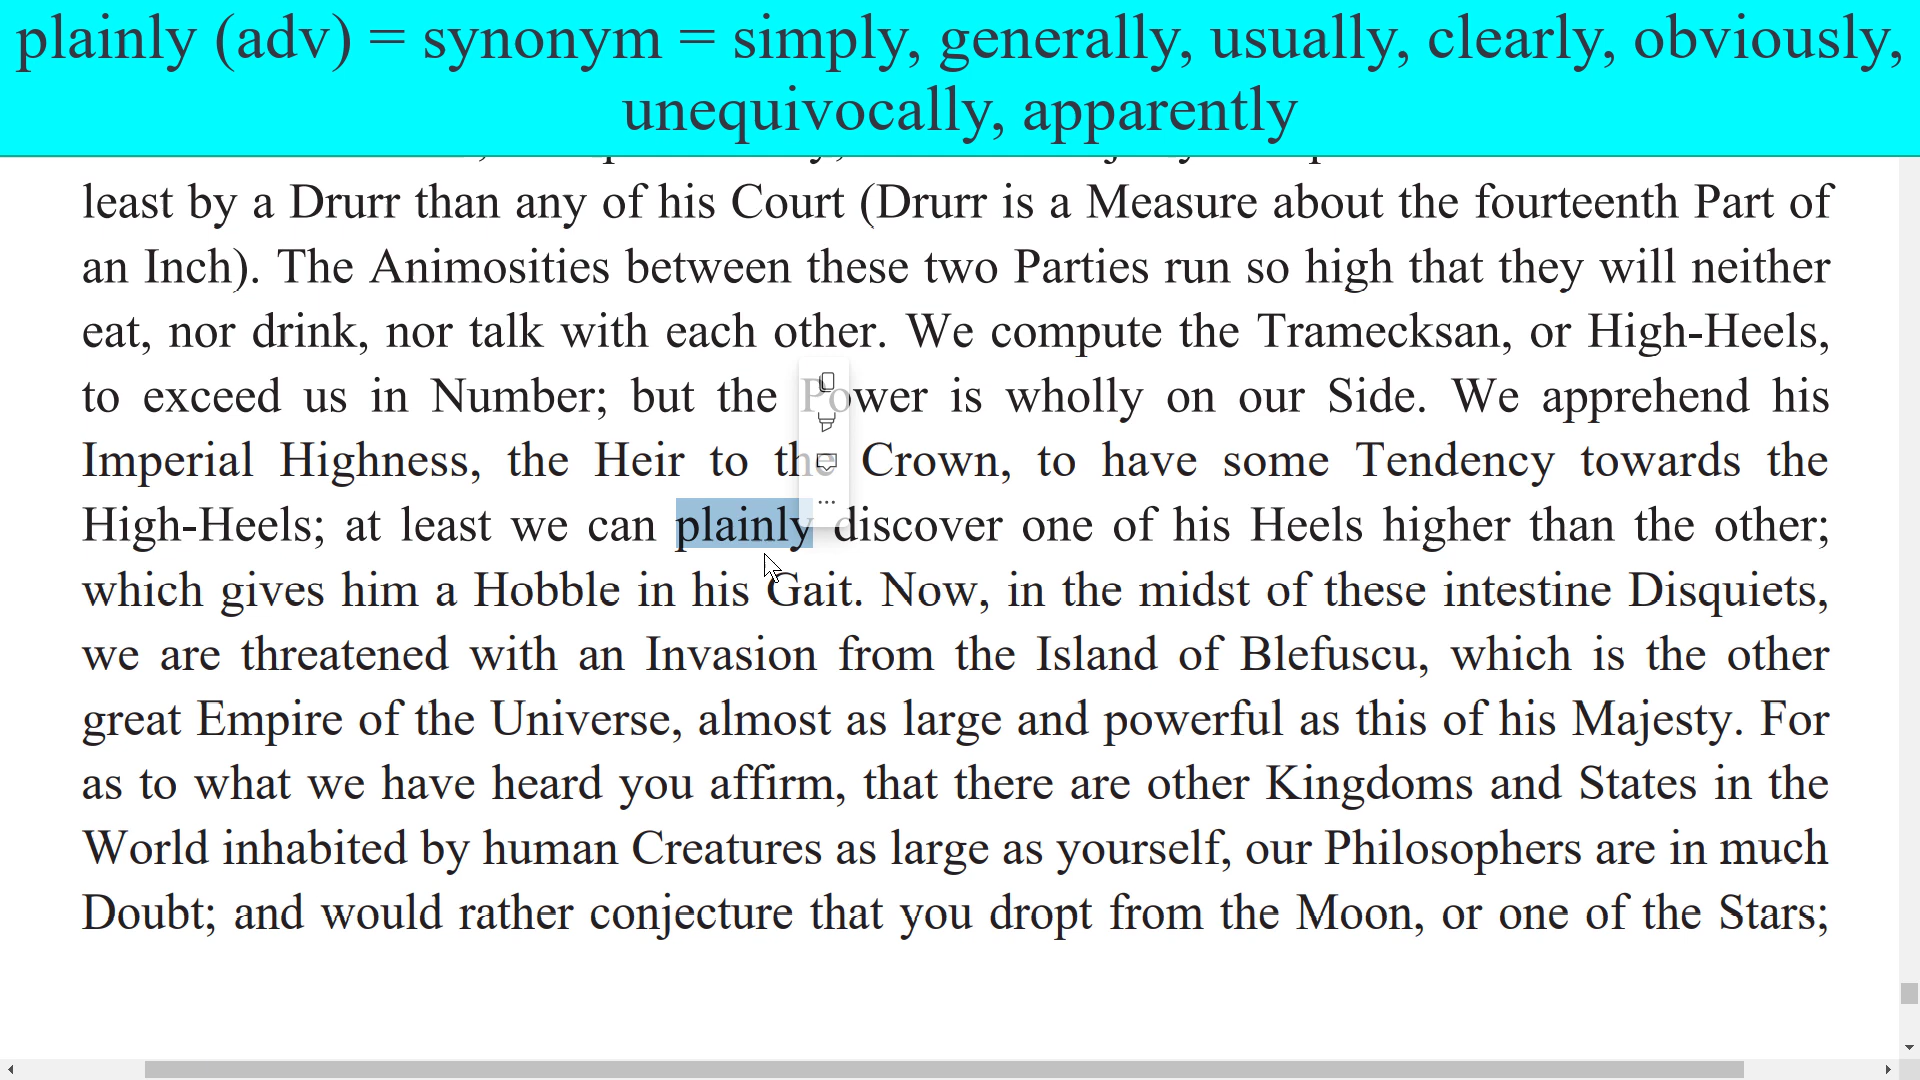 plainly (adv) = synonym = simply, generally, usually, clearly, obviously,
unequivocally, apparently
least by a Drurr than any of his Court (Drurr is a Measure about the fourteenth Part of
an Inch). The Animosities between these two Parties run so high that they will neither
eat, nor drink, nor talk with each other. We compute the Tramecksan, or High-Heels,
to exceed us in Number; but the Power is wholly on our Side. We apprehend his
Imperial Highness, the Heir to the Crown, to have some Tendency towards the
High-Heels; at least we can plainly discover one of his Heels higher than the other;
which gives him a Hobble in his Gait. Now, in the midst of these intestine Disquiets,
we are threatened with an Invasion from the Island of Blefuscu, which is the other
great Empire of the Universe, almost as large and powerful as this of his Majesty. For
as to what we have heard you affirm, that there are other Kingdoms and States in the
World inhabited by human Creatures as large as yourself, our Philosophers are in much
Doubt; and would rather conjecture that you dropt from the Moon, or one of the Stars;